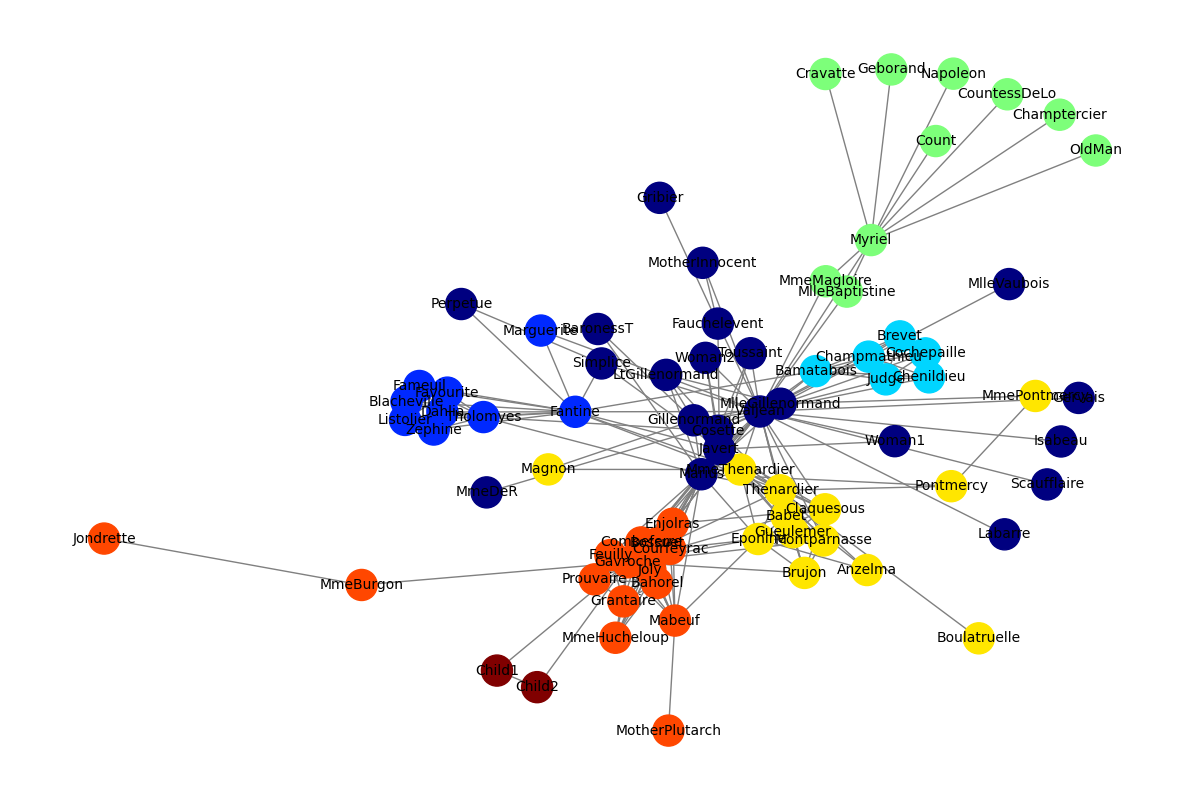 Cravatte
Geborand
Napoleon
CountessDeLo
Champtercier
Count
OldMan
Gribier
Myriel
MotherInnocent
MmeMagloire
MlleBaptistine
MlleVaubois
Perpetue
Marguerite
BaronessT
Fauchelevent
Brevet
Simplice
Woman2
Toussaint
Champmathieu
Cochepaille
LtGillenormand
Bamatabois
Judge
Chenildieu
Fameuil
Favourite
Blacheville
Dahlia
Listolier
Zephine
Tholomyes
Fantine
Gillenormand
MlleGillenormand
Valjean
Cosette
MmePontmercy
Gervais
Javert
Woman1
Isabeau
Magnon
Marius
MmeThenardier
MmeDeR
Thenardier
Pontmercy
Scaufflaire
Claquesous
Babet
Enjolras
Gueulemer
Labarre
Jondrette
Combeferre
Bossuet
Courfeyrac
Eponine
Montparnasse
Feuilly
Gavroche
Joly
Prouvaire
Bahorel
Brujon
Anzelma
MmeBurgon
Grantaire
Mabeuf
MmeHucheloup
Boulatruelle
Child1
Child2
MotherPlutarch